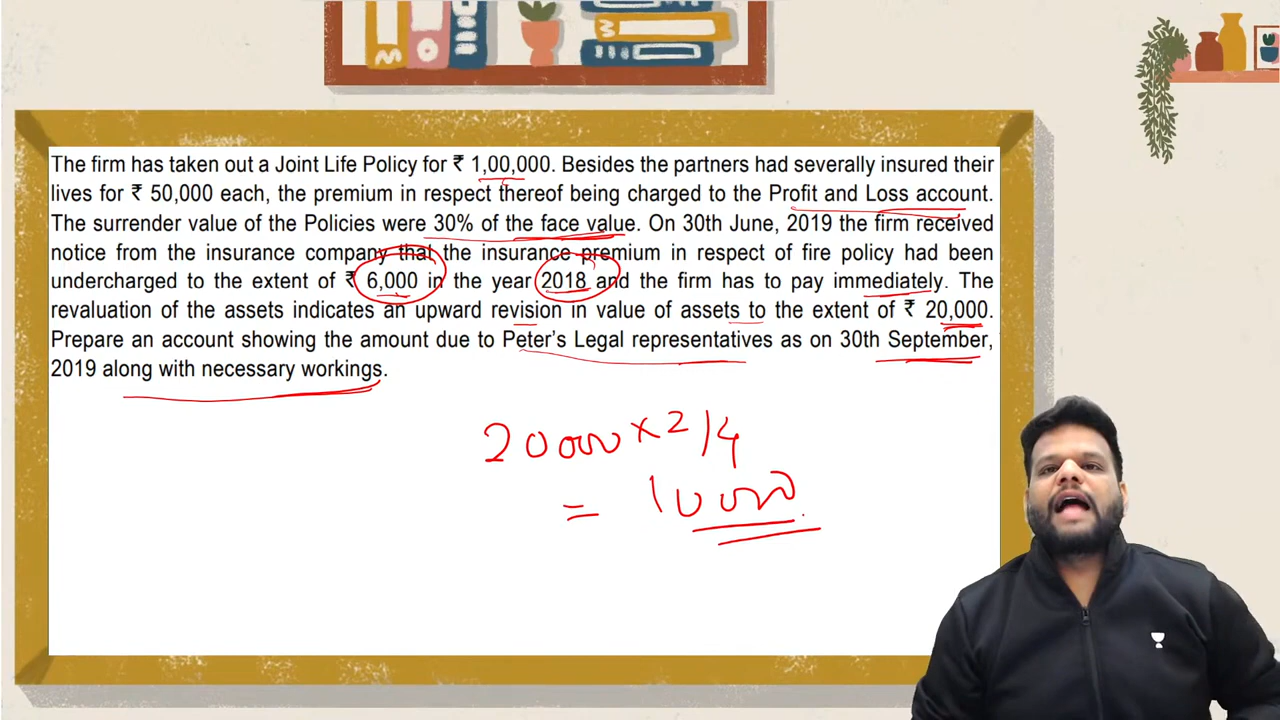 The firm has taken out a Joint Life Policy for ₹ 1,00,000. Besides the partners had severally insured their
lives for ₹ 50,000 each, the premium in respect thereof being charged to the Profit and Loss account.
The surrender value of the Policies were 30% of the face value. On 30th June, 2019 the firm received
notice from the insurance company that the insurance premium in respect of fire policy had been
undercharged to the extent of ₹ 6,000 in the year 2018 and the firm has to pay immediately. The
revaluation of the assets indicates an upward revision in value of assets to the extent of ₹ 20,000.
Prepare an account showing the amount due to Peter's Legal representatives as on 30th September,
2019 along with necessary workings.
20000 × 2/4
= 10000